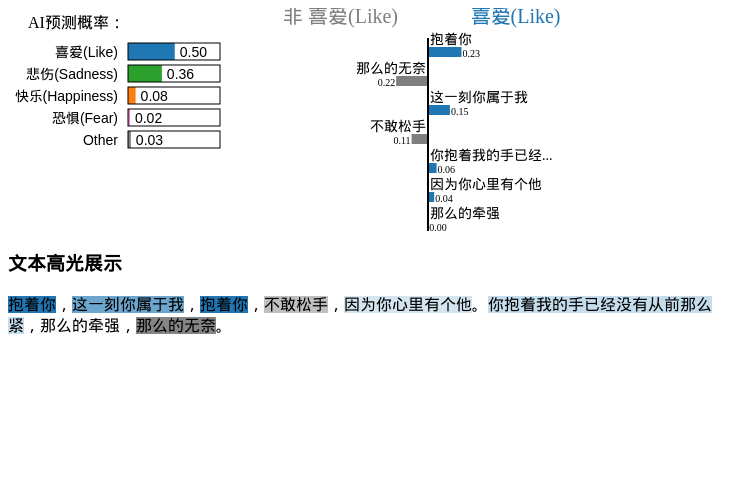 AI预测概率：
喜爱(Like) 0.50
悲伤(Sadness) 0.36
快乐(Happiness) 0.08
恐惧(Fear) 0.02
Other 0.03
非 喜爱(Like) 喜爱(Like)
抱着你
0.23
那么的无奈
0.22
这一刻你属于我
0.15
不敢松手
0.11
你抱着我的手已经...
0.06
因为你心里有个他
0.04
那么的牵强
0.00
文本高光展示
抱着你，这一刻你属于我，抱着你，不敢松手，因为你心里有个他。你抱着我的手已经没有从前那么
紧，那么的牵强，那么的无奈。